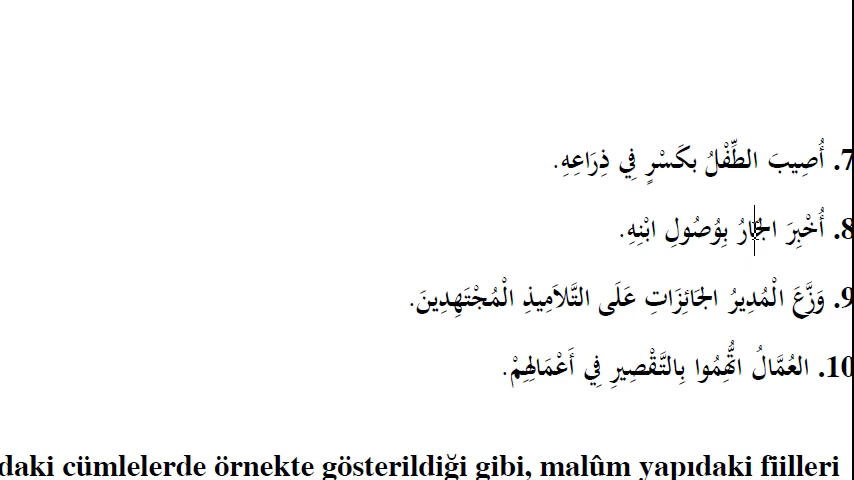 7. أُصِيبَ الطِّفْلُ بكَسْرٍ فِي ذِرَاعِهِ.
8. أُخْبِرَ الجَارُ بِوُصُولِ ابْنِهِ.
9. وَزَّعَ الْمُدِيرُ الجَائِزَاتِ عَلَى التَّلاَمِيذِ الْمُجْتَهِدِينَ.
10. العُمَّالُ اتُّهِمُوا بِالتَّقْصِيرِ فِي أَعْمَالِهِمْ.
daki cümlelerde örnekte gösterildiği gibi, malûm yapıdaki fiilleri